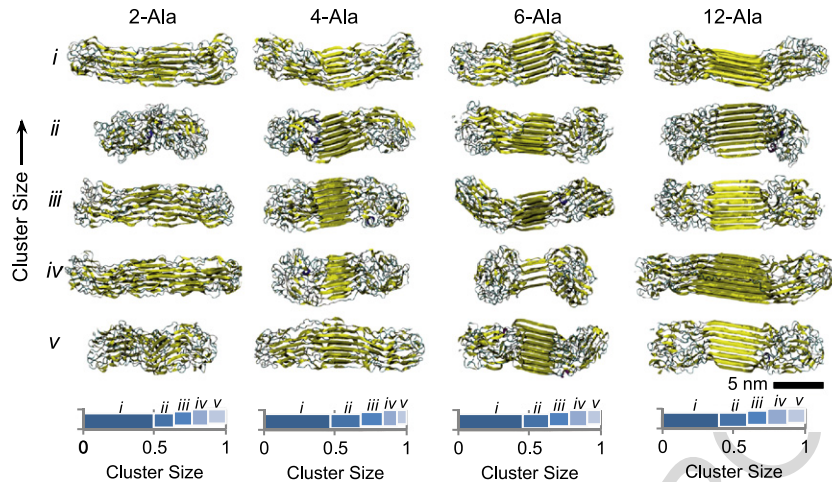 2-Ala 4-Ala 6-Ala 12-Ala
i
ii
iii
iv
v
Cluster Size
5 nm
i ii iii iv v
0 0.5 1
Cluster Size
i ii iii iv v
0 0.5 1
Cluster Size
i ii iii iv v
0 0.5 1
Cluster Size
i ii iii iv v
0 0.5 1
Cluster Size